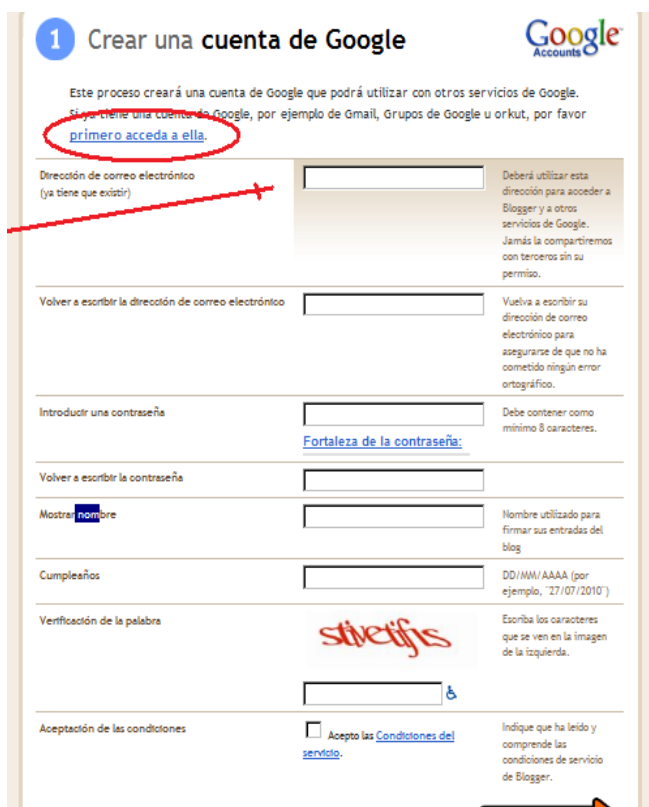 1 Crear una cuenta de Google
Google
Accounts
Este proceso creará una cuenta de Google que podrá utilizar con otros servicios de Google.
Si ya tiene una cuenta de Google, por ejemplo de Gmail, Grupos de Google u orkut, por favor
primero acceda a ella.
Dirección de correo electrónico
(ya tiene que existir)
Deberá utilizar esta
dirección para acceder a
Blogger y a otros
servicios de Google.
Jamás la compartiremos
con terceros sin su
permiso.
Volver a escribir la dirección de correo electrónico
Vuelva a escribir su
dirección de correo
electrónico para
asegurarse de que no ha
cometido ningún error
ortográfico.
Introducir una contraseña
Fortaleza de la contraseña:
Debe contener como
mínimo 8 caracteres.
Volver a escribir la contraseña
Mostrar nombre
Nombre utilizado para
firmar sus entradas del
blog
Cumpleaños
DD/MM/AAAA (por
ejemplo, "27/07/2010")
Verificación de la palabra
stivetifis
Escriba los caracteres
que se ven en la imagen
de la izquierda.
Aceptación de las condiciones
Acepto las Condiciones del
servicio.
Indique que ha leído y
comprende las
condiciones de servicio
de Blogger.